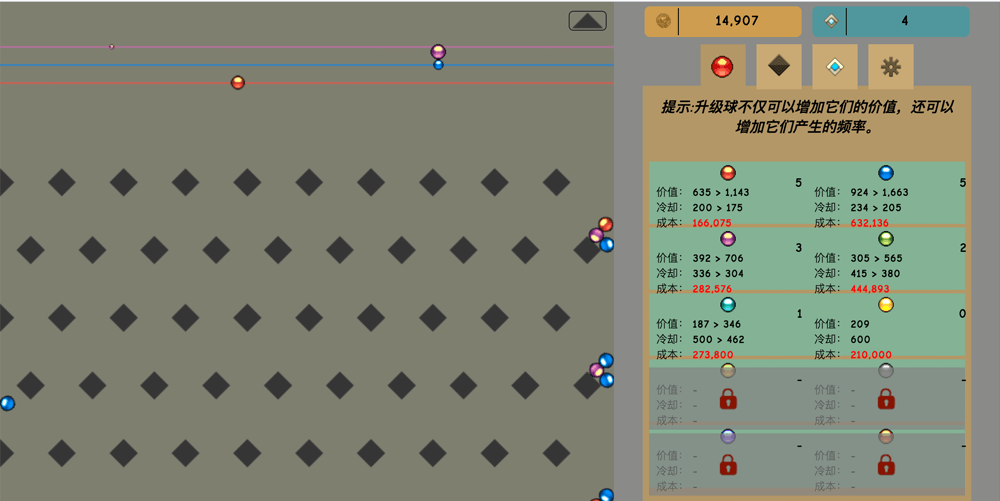 14,907
4
提示:升级球不仅可以增加它们的价值，还可以
增加它们产生的频率。
5
价值： 635 > 1,143
冷却： 200 > 175
成本： 166,075
5
价值： 924 > 1,663
冷却： 234 > 205
成本： 632,136
3
价值： 392 > 706
冷却： 336 > 304
成本： 282,576
2
价值： 305 > 565
冷却： 415 > 380
成本： 444,893
1
价值： 187 > 346
冷却： 500 > 462
成本： 273,800
0
价值： 209
冷却： 600
成本： 210,000
-
价值： -
冷却： -
成本： -
-
价值： -
冷却： -
成本： -
-
价值： -
冷却： -
成本： -
-
价值： -
冷却： -
成本： -